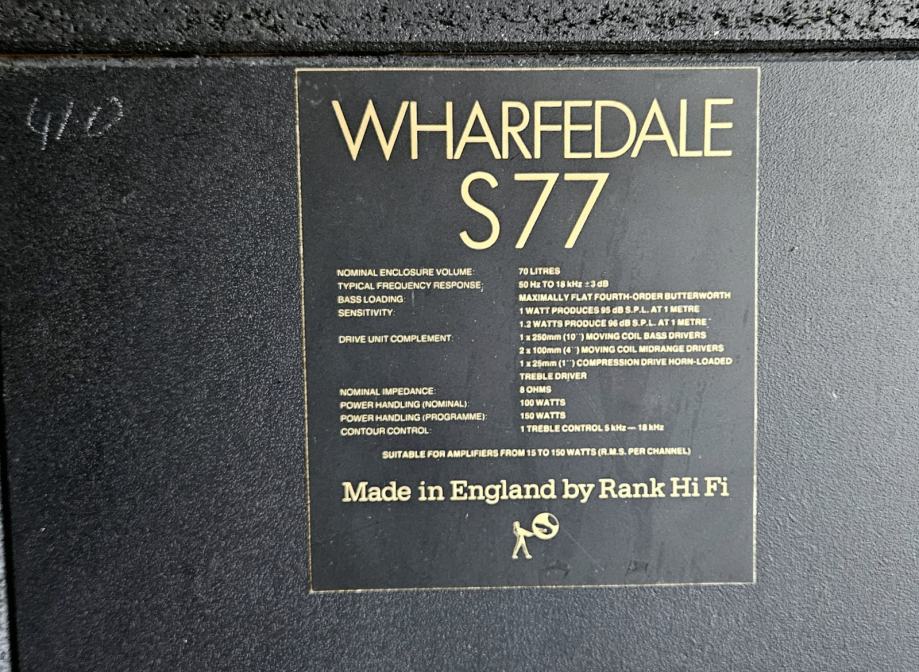 410
WHARFEDALE
S77
NOMINAL ENCLOSURE VOLUME: 70 LITRES
TYPICAL FREQUENCY RESPONSE: 50 Hz TO 18 kHz ±3 dB
BASS LOADING: MAXIMALLY FLAT FOURTH-ORDER BUTTERWORTH
SENSITIVITY: 1 WATT PRODUCES 95 dB S.P.L. AT 1 METRE
1.2 WATTS PRODUCE 96 dB S.P.L. AT 1 METRE
DRIVE UNIT COMPLEMENT: 1 x 250mm (10") MOVING COIL BASS DRIVERS
2 x 100mm (4") MOVING COIL MIDRANGE DRIVERS
1 x 25mm (1") COMPRESSION DRIVE HORN-LOADED
TREBLE DRIVER
NOMINAL IMPEDANCE: 8 OHMS
POWER HANDLING (NOMINAL): 100 WATTS
POWER HANDLING (PROGRAMME): 150 WATTS
CONTOUR CONTROL: 1 TREBLE CONTROL 5 kHz — 18 kHz
SUITABLE FOR AMPLIFIERS FROM 15 TO 150 WATTS (R.M.S. PER CHANNEL)
Made in England by Rank Hi Fi